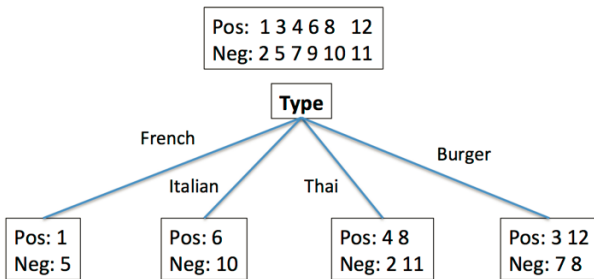 Pos: 1 3 4 6 8 12
Neg: 2 5 7 9 10 11
Type
French
Burger
Italian
Thai
Pos: 1
Neg: 5
Pos: 6
Neg: 10
Pos: 4 8
Neg: 2 11
Pos: 3 12
Neg: 7 8